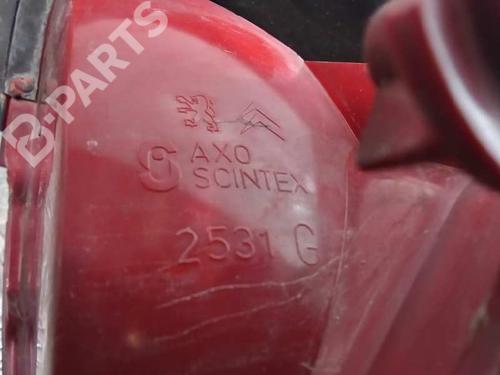 B-PARTS
AXO
SCINTEX
2531 G